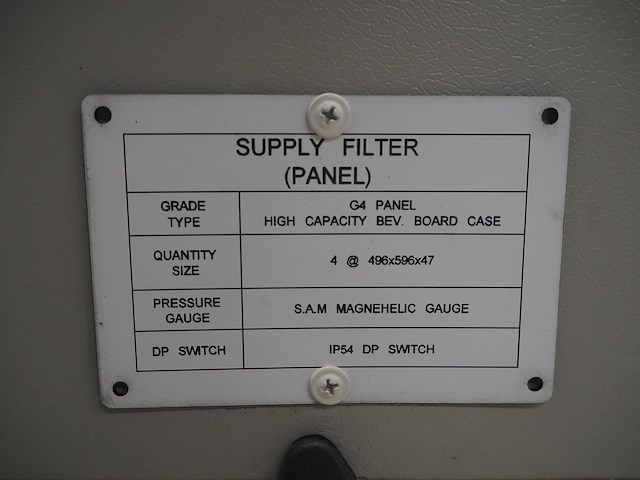 SUPPLY FILTER
(PANEL)
GRADE
TYPE
G4 PANEL
HIGH CAPACITY BEV. BOARD CASE
QUANTITY
SIZE
4 @ 496x596x47
PRESSURE
GAUGE
S.A.M MAGNEHELIC GAUGE
DP SWITCH
IP54 DP SWITCH